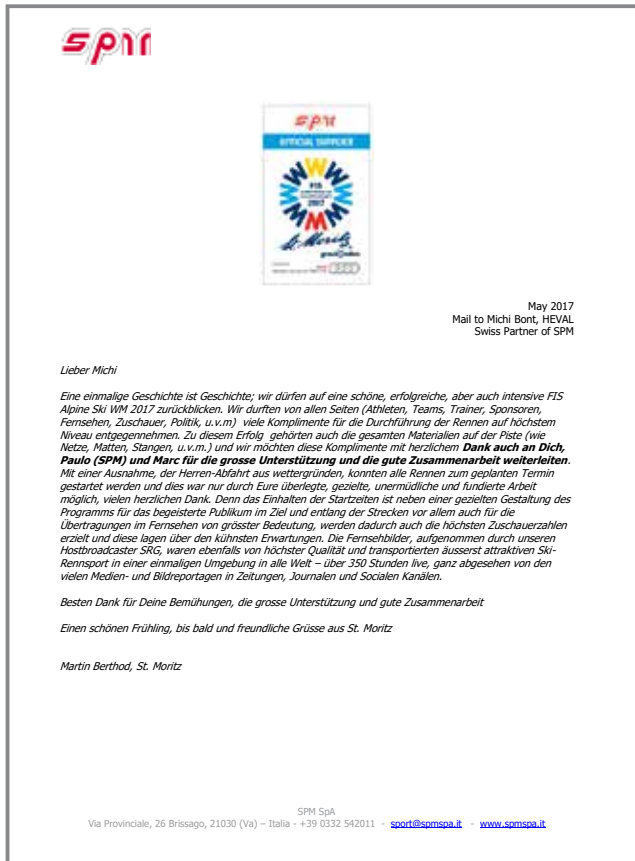 spm
spm
OFFICIAL SUPPLIER
FIS
2017
St. Moritz
May 2017
Mail to Michi Bont, HEVAL
Swiss Partner of SPM
Lieber Michi
Eine einmalige Geschichte ist Geschichte; wir dürfen auf eine schöne, erfolgreiche, aber auch intensive FIS
Alpine Ski WM 2017 zurückblicken. Wir durften von allen Seiten (Athleten, Teams, Trainer, Sponsoren,
Fernsehen, Zuschauer, Politik, u.v.m) viele Komplimente für die Durchführung der Rennen auf höchstem
Niveau entgegennehmen. Zu diesem Erfolg gehörten auch die gesamten Materialien auf der Piste (wie
Netze, Matten, Stangen, u.v.m.) und wir möchten diese Komplimente mit herzlichem Dank auch an Dich,
Paulo (SPM) und Marc für die grosse Unterstützung und die gute Zusammenarbeit weiterleiten.
Mit einer Ausnahme, der Herren-Abfahrt aus wettergründen, konnten alle Rennen zum geplanten Termin
gestartet werden und dies war nur durch Eure überlegte, gezielte, unermüdliche und fundierte Arbeit
möglich, vielen herzlichen Dank. Denn das Einhalten der Startzeiten ist neben einer gezielten Gestaltung des
Programms für das begeisterte Publikum im Ziel und entlang der Strecken vor allem auch für die
Übertragungen im Fernsehen von grösster Bedeutung, werden dadurch auch die höchsten Zuschauerzahlen
erzielt und diese lagen über den kühnsten Erwartungen. Die Fernsehbilder, aufgenommen durch unseren
Hostbroadcaster SRG, waren ebenfalls von höchster Qualität und transportierten äusserst attraktiven Ski-
Rennsport in einer einmaligen Umgebung in alle Welt – über 350 Stunden live, ganz abgesehen von den
vielen Medien- und Bildreportagen in Zeitungen, Journalen und Socialen Kanälen.
Besten Dank für Deine Bemühungen, die grosse Unterstützung und gute Zusammenarbeit
Einen schönen Frühling, bis bald und freundliche Grüsse aus St. Moritz
Martin Berthod, St. Moritz
SPM SpA
Via Provinciale, 26 Brissago, 21030 (Va) – Italia - +39 0332 542011 - sport@spmspa.it - www.spmspa.it